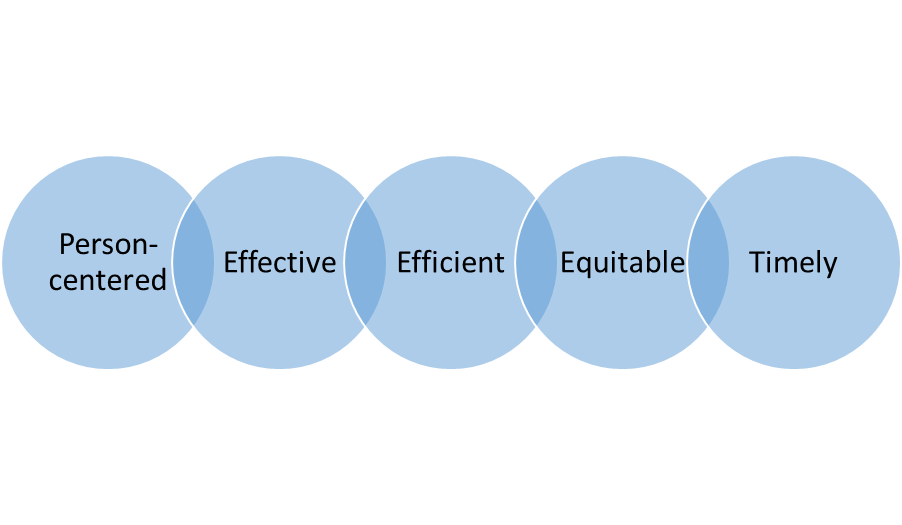 Person-
centered
Effective
Efficient
Equitable
Timely